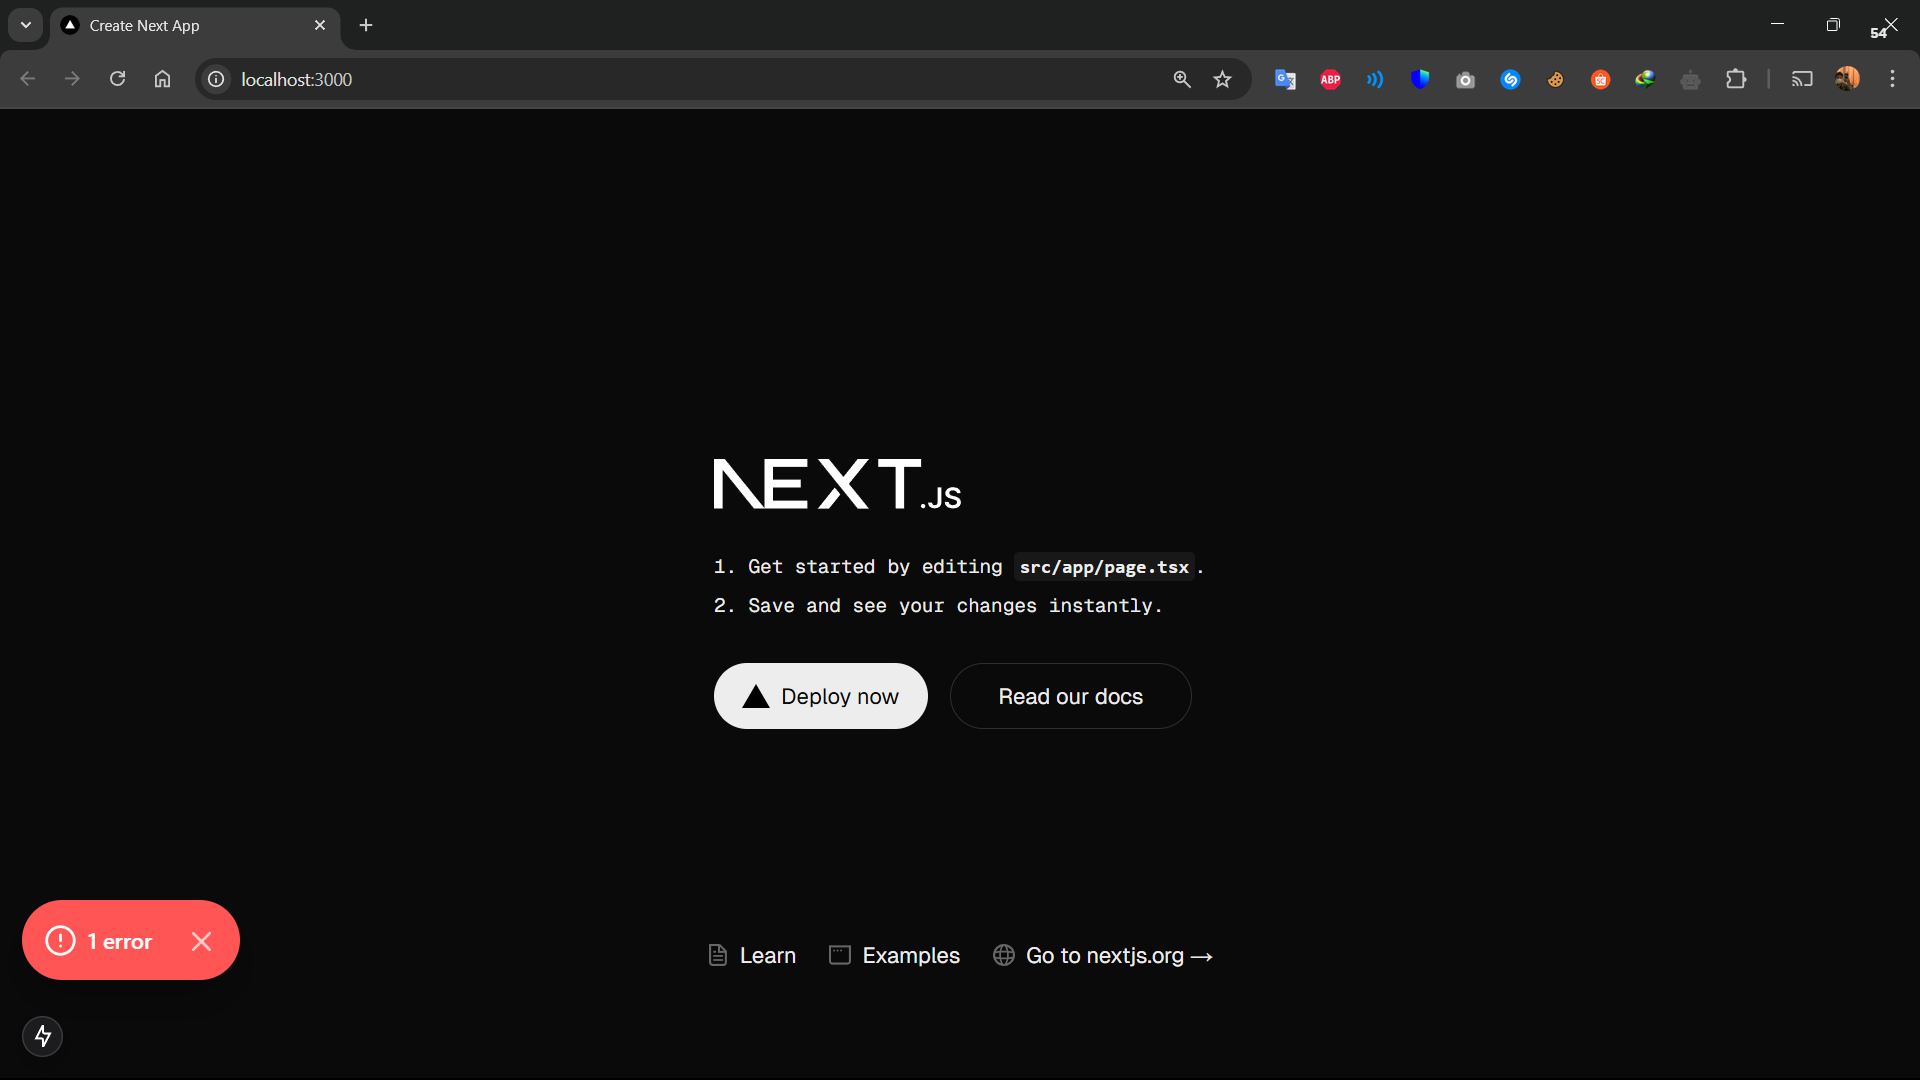 Create Next App
54
localhost:3000
ABP
NEXT.JS
1. Get started by editing src/app/page.tsx.
2. Save and see your changes instantly.
Deploy now
Read our docs
1 error
Learn
Examples
Go to nextjs.org →